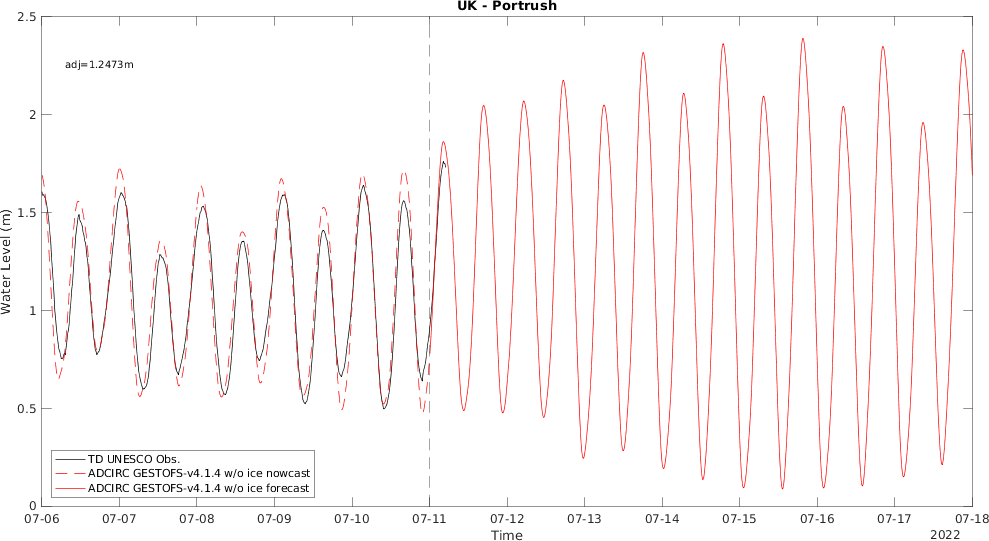 UK - Portrush
adj=1.2473m
Water Level (m)
2.5
2
1.5
1
0.5
0
TD UNESCO Obs.
ADCIRC GESTOFS-v4.1.4 w/o ice nowcast
ADCIRC GESTOFS-v4.1.4 w/o ice forecast
07-06 07-07 07-08 07-09 07-10 07-11 07-12 07-13 07-14 07-15 07-16 07-17 07-18
Time
2022